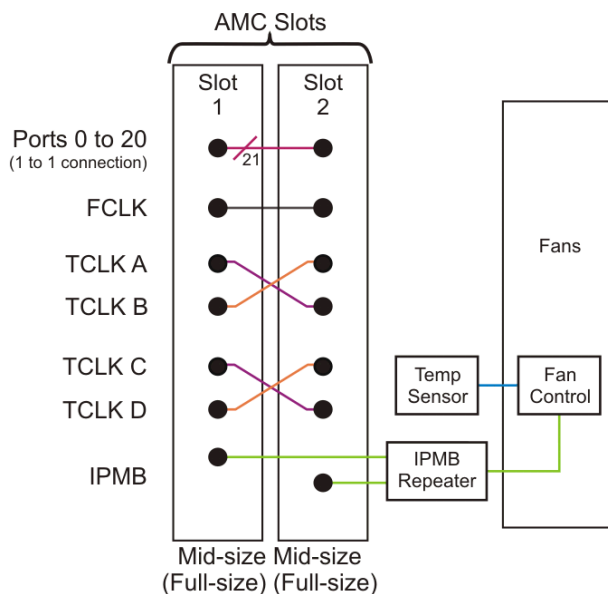 AMC Slots
Slot
1
Slot
2
Ports 0 to 20
(1 to 1 connection)
21
FCLK
TCLK A
TCLK B
TCLK C
TCLK D
IPMB
Fans
Temp
Sensor
Fan
Control
IPMB
Repeater
Mid-size
(Full-size)
Mid-size
(Full-size)